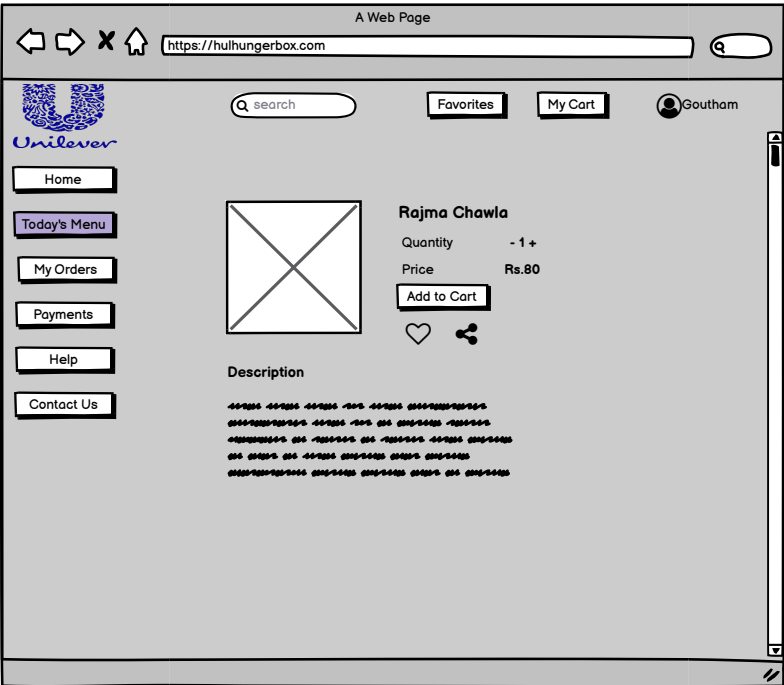 A Web Page
https://hulhungerbox.com
Unilever
search
Favorites
My Cart
Goutham
Home
Today's Menu
My Orders
Payments
Help
Contact Us
Rajma Chawla
Quantity - 1 +
Price Rs.80
Add to Cart
Description